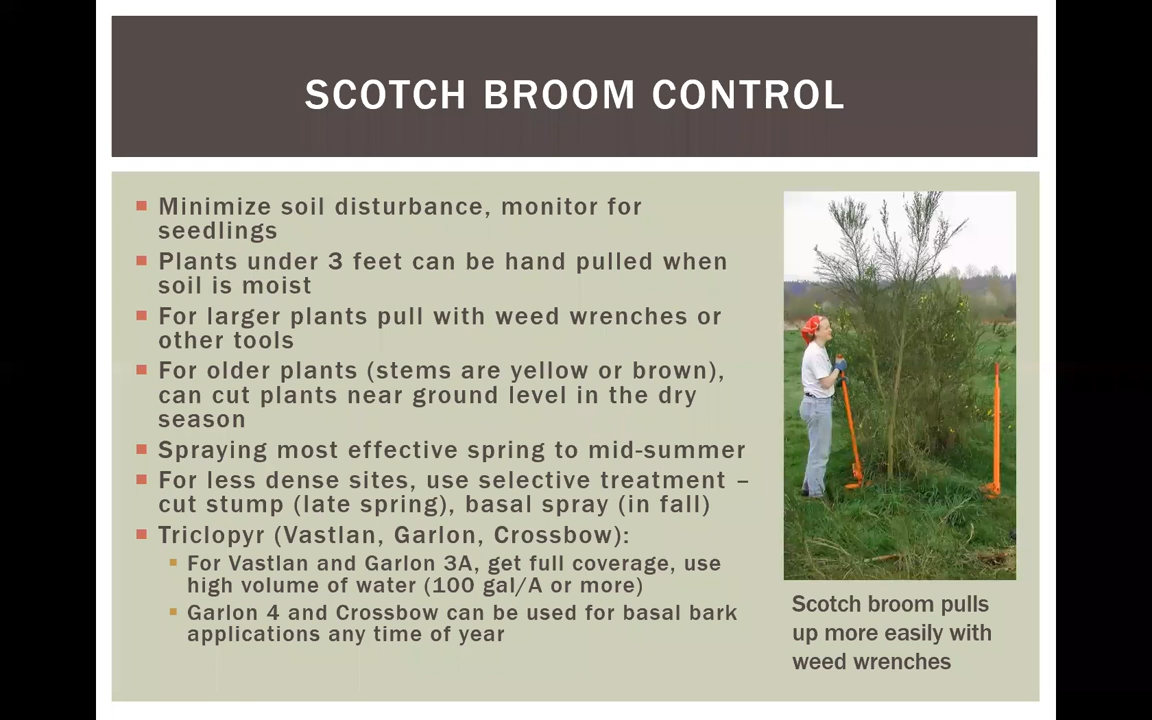 SCOTCH BROOM CONTROL
Minimize soil disturbance, monitor for
seedlings
Plants under 3 feet can be hand pulled when
soil is moist
For larger plants pull with weed wrenches or
other tools
For older plants (stems are yellow or brown),
can cut plants near ground level in the dry
season
Spraying most effective spring to mid-summer
For less dense sites, use selective treatment –
cut stump (late spring), basal spray (in fall)
Triclopyr (Vastlan, Garlon, Crossbow):
For Vastlan and Garlon 3A, get full coverage, use
high volume of water (100 gal/A or more)
Garlon 4 and Crossbow can be used for basal bark
applications any time of year
Scotch broom pulls
up more easily with
weed wrenches